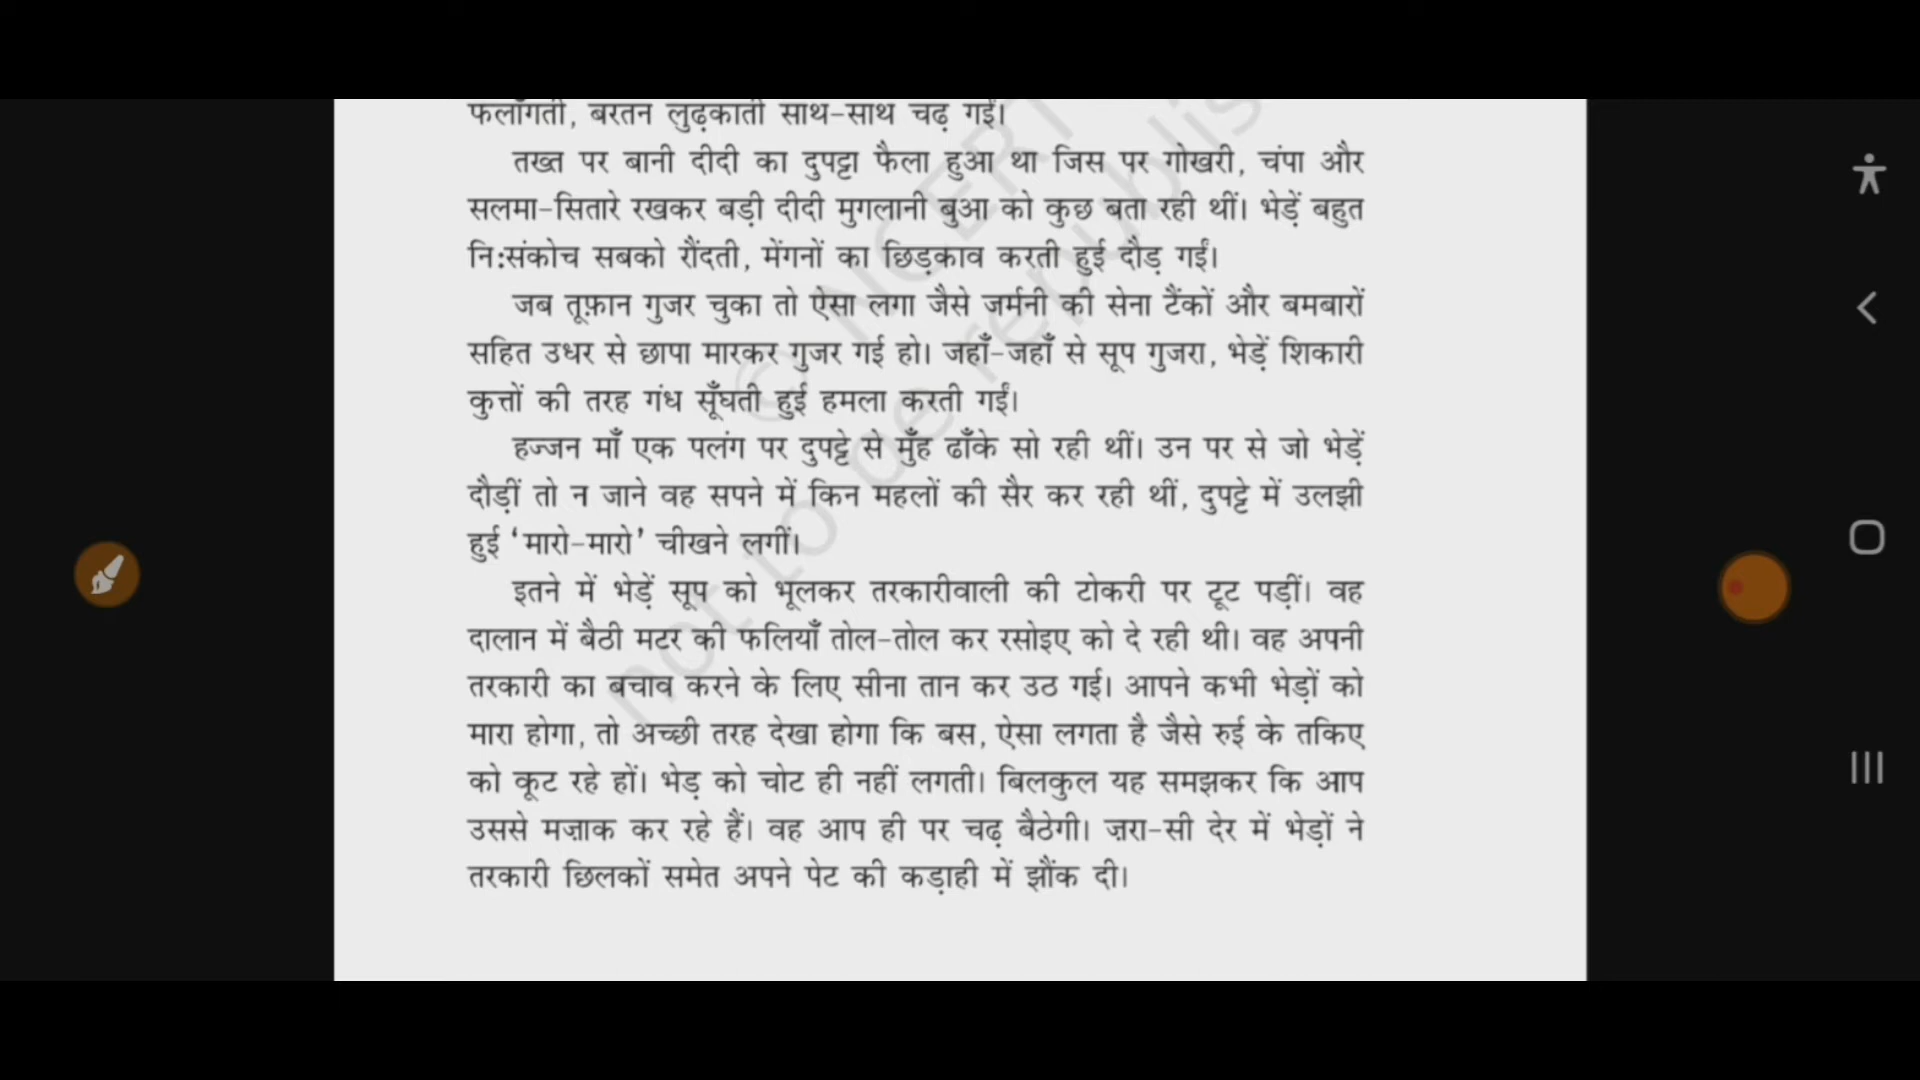 फलाँगती, बरतन लुढ़काती साथ-साथ चढ़ गईं।
तख्त पर बानी दीदी का दुपट्टा फैला हुआ था जिस पर गोखरी, चंपा और
सलमा-सितारे रखकर बड़ी दीदी मुगलानी बुआ को कुछ बता रही थीं। भेड़ें बहुत
नि:संकोच सबको रौंदती, मेंगनों का छिड़काव करती हुई दौड़ गईं।
जब तूफ़ान गुजर चुका तो ऐसा लगा जैसे जर्मनी की सेना टैंकों और बमबारों
सहित उधर से छापा मारकर गुजर गई हो। जहाँ-जहाँ से सूप गुजरा, भेड़ें शिकारी
कुत्तों की तरह गंध सूँघती हुई हमला करती गईं।
हज्जन माँ एक पलंग पर दुपट्टे से मुँह ढाँके सो रही थीं। उन पर से जो भेड़ें
दौड़ीं तो न जाने वह सपने में किन महलों की सैर कर रही थीं, दुपट्टे में उलझी
हुई ‘मारो-मारो’ चीखने लगीं।
इतने में भेड़ें सूप को भूलकर तरकारीवाली की टोकरी पर टूट पड़ीं। वह
दालान में बैठी मटर की फलियाँ तोल-तोल कर रसोइए को दे रही थी। वह अपनी
तरकारी का बचाव करने के लिए सीना तान कर उठ गई। आपने कभी भेड़ों को
मारा होगा, तो अच्छी तरह देखा होगा कि बस, ऐसा लगता है जैसे रुई के तकिए
को कूट रहे हों। भेड़ को चोट ही नहीं लगती। बिलकुल यह समझकर कि आप
उससे मज़ाक कर रहे हैं। वह आप ही पर चढ़ बैठेगी। ज़रा-सी देर में भेड़ों ने
तरकारी छिलकों समेत अपने पेट की कड़ाही में झौंक दी।
© NCERT
not to be republis